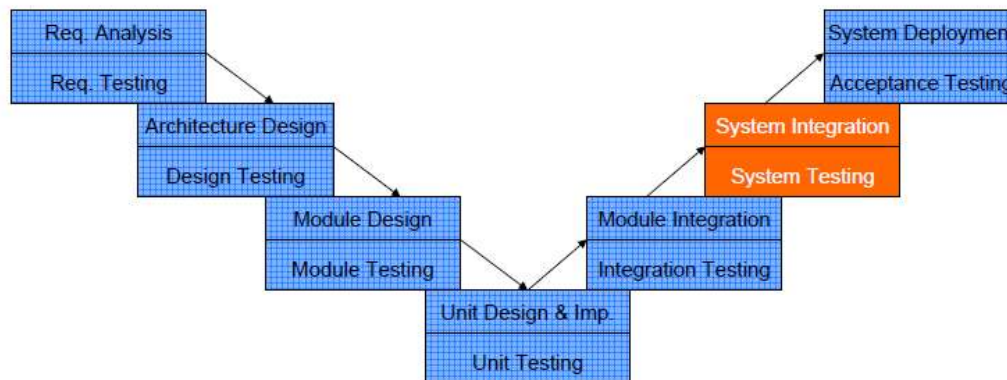 Req. Analysis
Req. Testing
Architecture Design
Design Testing
Module Design
Module Testing
Unit Design & Imp.
Unit Testing
Module Integration
Integration Testing
System Integration
System Testing
System Deploymen
Acceptance Testing